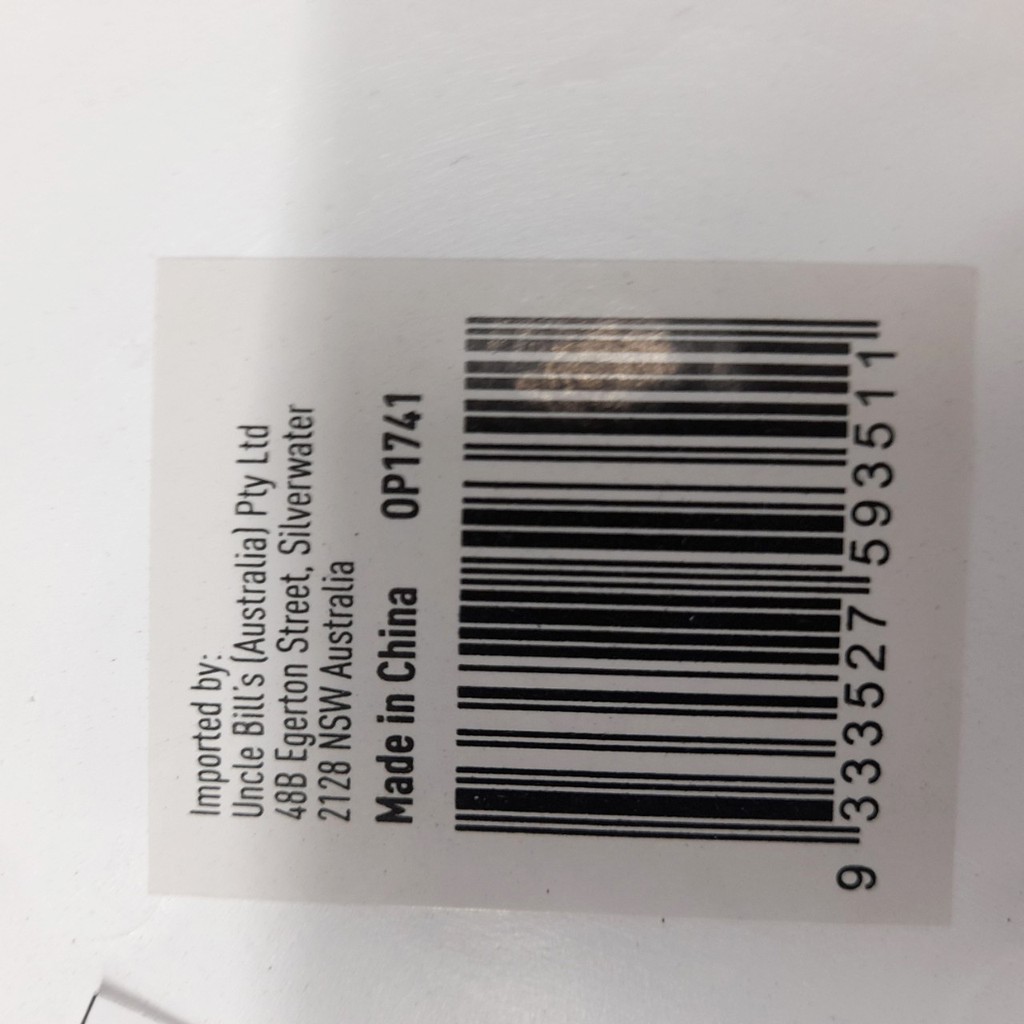 Imported by:
Uncle Bill's (Australia) Pty Ltd
48B Egerton Street, Silverwater
2128 NSW Australia
Made in China OP1741
9 333527 593511